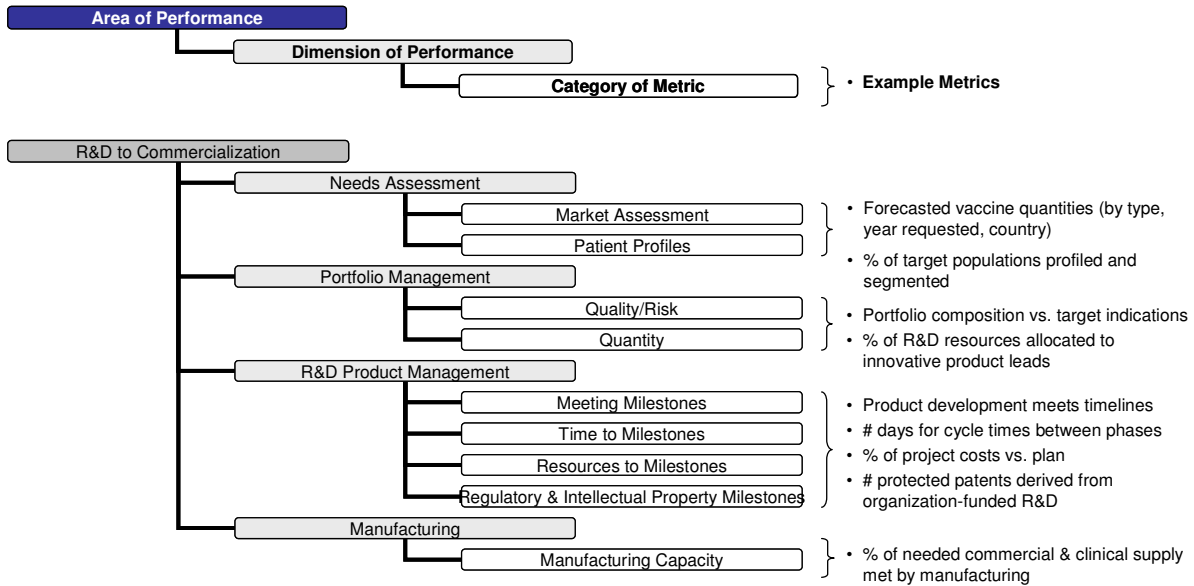 Area of Performance
Dimension of Performance
Category of Metric
• Example Metrics
R&D to Commercialization
Needs Assessment
Market Assessment
Patient Profiles
• Forecasted vaccine quantities (by type,
year requested, country)
• % of target populations profiled and
segmented
Portfolio Management
Quality/Risk
Quantity
• Portfolio composition vs. target indications
• % of R&D resources allocated to
innovative product leads
R&D Product Management
Meeting Milestones
Time to Milestones
Resources to Milestones
Regulatory & Intellectual Property Milestones
• Product development meets timelines
• # days for cycle times between phases
• % of project costs vs. plan
• # protected patents derived from
organization-funded R&D
Manufacturing
Manufacturing Capacity
• % of needed commercial & clinical supply
met by manufacturing